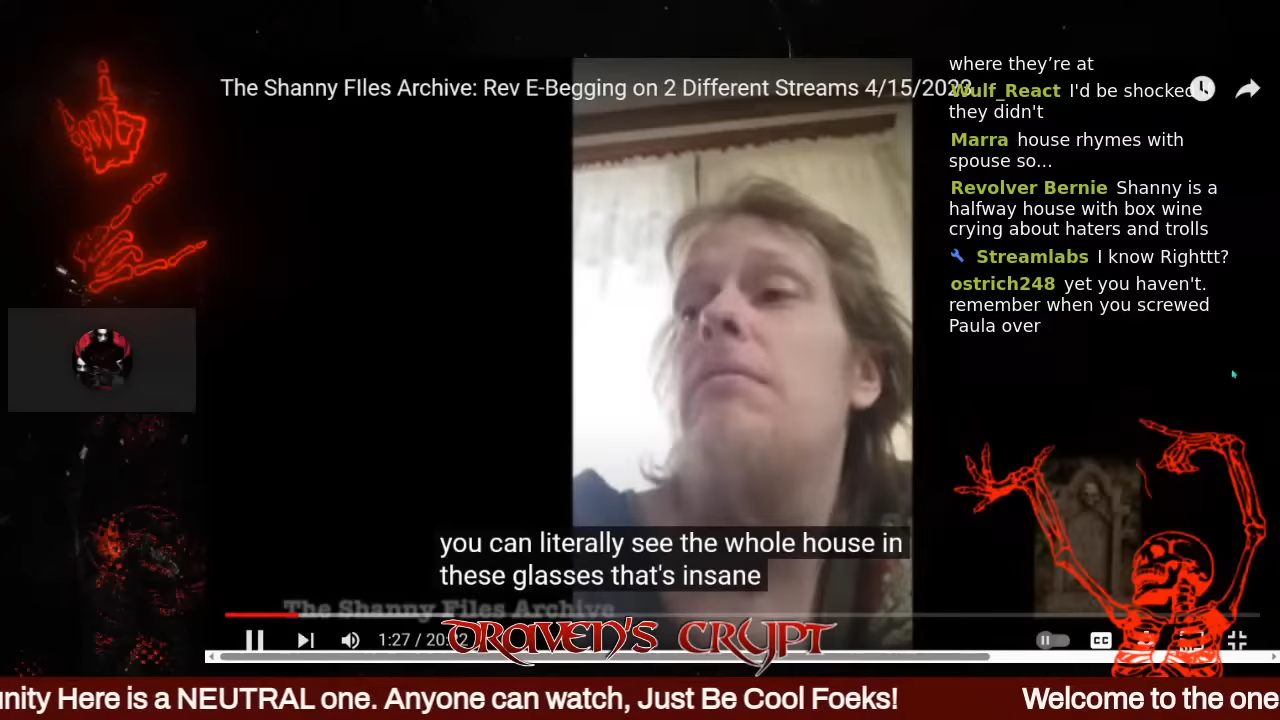 The Shanny FIles Archive: Rev E-Begging on 2 Different Streams 4/15/2023
where they're at
Wulf_React I'd be shocked
they didn't
Marra house rhymes with
spouse so...
Revolver Bernie Shanny is a
halfway house with box wine
crying about haters and trolls
Streamlabs I know Righttt?
ostrich248 yet you haven't.
remember when you screwed
Paula over
you can literally see the whole house in
these glasses that's insane
The Shanny Files Archive
1:27 / 20:
CC
DRAVEN'S CRYPT
unity Here is a NEUTRAL one. Anyone can watch, Just Be Cool Foeks!
Welcome to the one